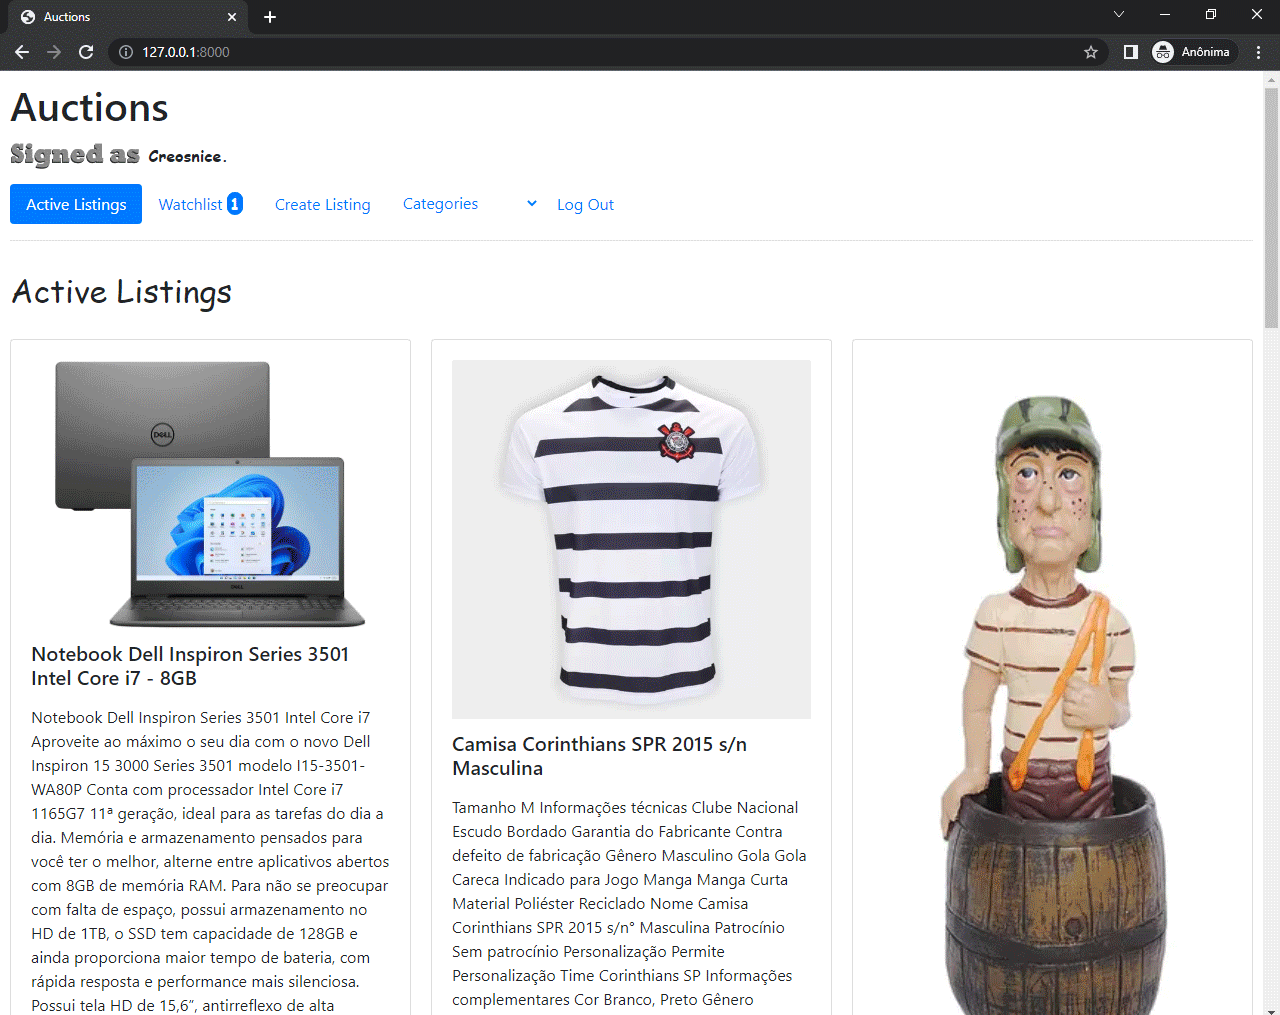 Auctions
127.0.0.1:8000
Anônima
Auctions
Signed as Creosnice.
Active Listings
Watchlist 1
Create Listing
Categories
Log Out
Active Listings
DELL
DELL
Notebook Dell Inspiron Series 3501
Intel Core i7 - 8GB
Notebook Dell Inspiron Series 3501 Intel Core i7
Aproveite ao máximo o seu dia com o novo Dell
Inspiron 15 3000 Series 3501 modelo I15-3501-
WA80P Conta com processador Intel Core i7
1165G7 11ª geração, ideal para as tarefas do dia a
dia. Memória e armazenamento pensados para
você ter o melhor, alterne entre aplicativos abertos
com 8GB de memória RAM. Para não se preocupar
com falta de espaço, possui armazenamento no
HD de 1TB, o SSD tem capacidade de 128GB e
ainda proporciona maior tempo de bateria, com
rápida resposta e performance mais silenciosa.
Possui tela HD de 15,6”, antirreflexo de alta
Camisa Corinthians SPR 2015 s/n
Masculina
Tamanho M Informações técnicas Clube Nacional
Escudo Bordado Garantia do Fabricante Contra
defeito de fabricação Gênero Masculino Gola Gola
Careca Indicado para Jogo Manga Manga Curta
Material Poliéster Reciclado Nome Camisa
Corinthians SPR 2015 s/n° Masculina Patrocínio
Sem patrocínio Personalização Permite
Personalização Time Corinthians SP Informações
complementares Cor Branco, Preto Gênero